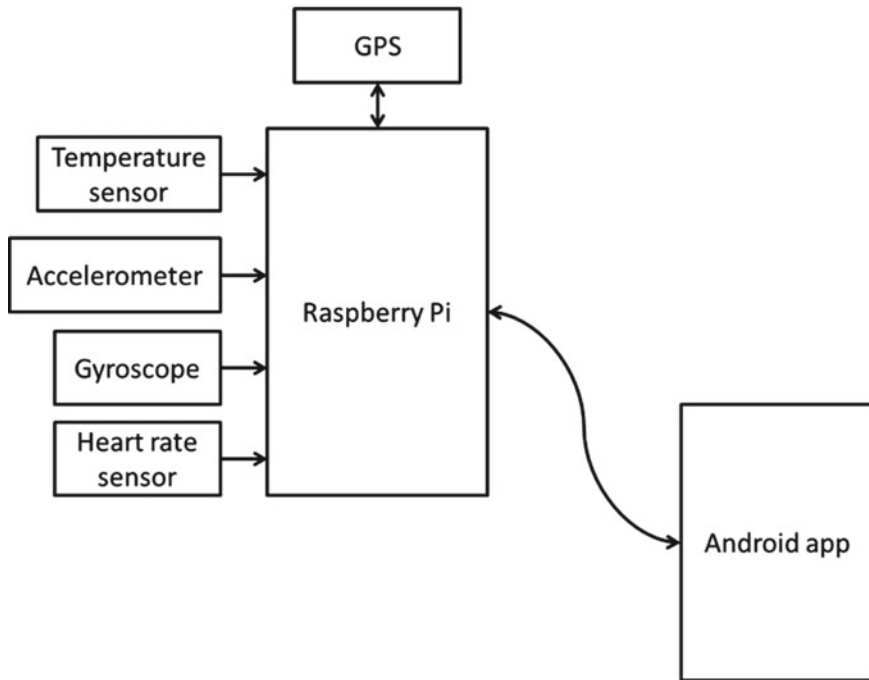 GPS
Temperature
sensor
Accelerometer
Raspberry Pi
Gyroscope
Heart rate
sensor
Android app